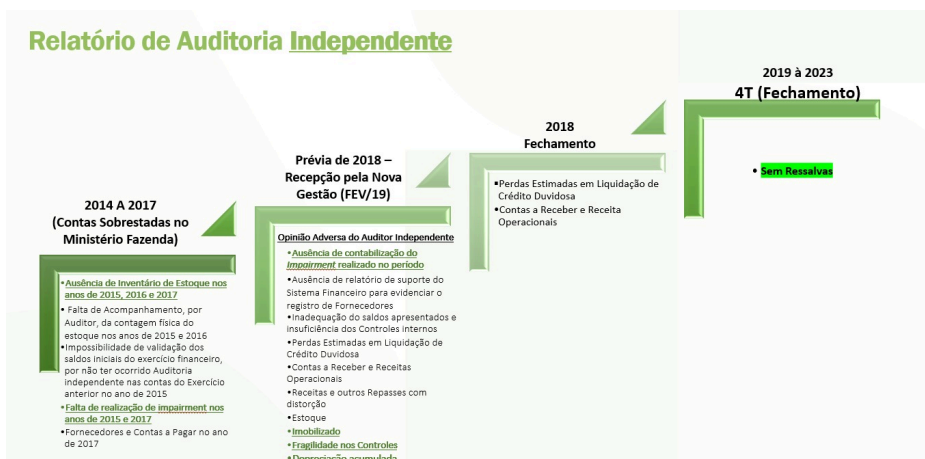 Relatório de Auditoria Independente
2014 A 2017
(Contas Sobrestadas no
Ministério Fazenda)
•Ausência de Inventário de Estoque nos
anos de 2015, 2016 e 2017
• Falta de Acompanhamento, por
Auditor, da contagem física do
estoque nos anos de 2015 e 2016
•Impossibilidade de validação dos
saldos iniciais do exercício financeiro,
por não ter ocorrido Auditoria
independente nas contas do Exercício
anterior no ano de 2015
•Falta de realização de impairment nos
anos de 2015 e 2017
•Fornecedores e Contas a Pagar no ano
de 2017
Prévia de 2018 –
Recepção pela Nova
Gestão (FEV/19)
Opinião Adversa do Auditor Independente
•Ausência de contabilização do
Impairment realizado no período
•Ausência de relatório de suporte do
Sistema Financeiro para evidenciar o
registro de Fornecedores
•Inadequação do saldos apresentados e
insuficiência dos Controles internos
•Perdas Estimadas em Liquidação de
Crédito Duvidosa
•Contas a Receber e Receitas
Operacionais
•Receitas e outros Repasses com
distorção
•Estoque
•Imobilizado
•Fragilidade nos Controles
•Depreciação acumulada
2018
Fechamento
▪Perdas Estimadas em Liquidação de
Crédito Duvidosa
▪Contas a Receber e Receita
Operacionais
2019 à 2023
4T (Fechamento)
• Sem Ressalvas